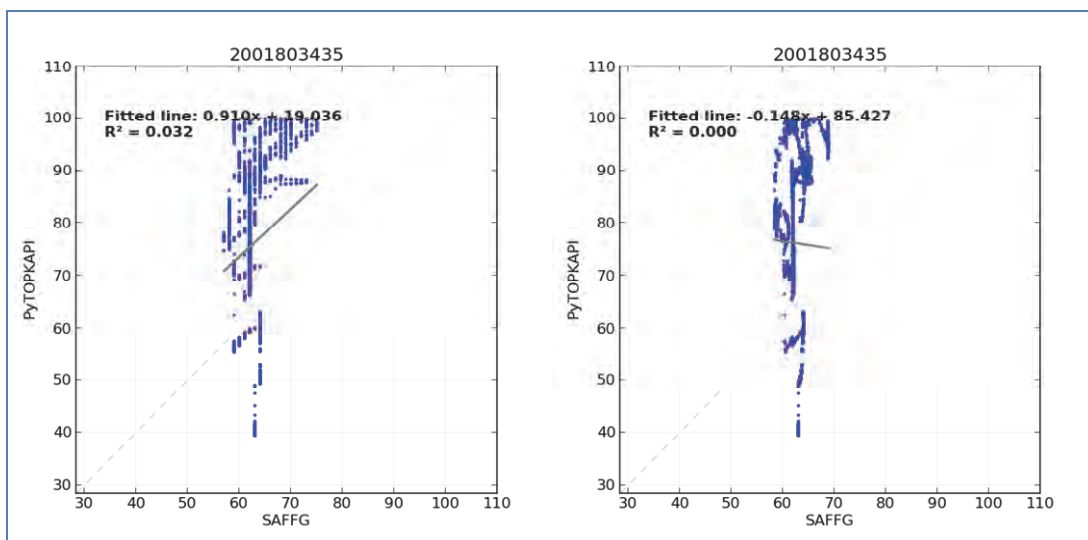 2001803435
110
100
90
80
70
60
50
40
30
PyTOPKAPI
Fitted line: 0.910x + 19.036
R² = 0.032
30 40 50 60 70 80 90 100 110
SAFFG
2001803435
110
100
90
80
70
60
50
40
30
PyTOPKAPI
Fitted line: -0.148x + 85.427
R² = 0.000
30 40 50 60 70 80 90 100 110
SAFFG